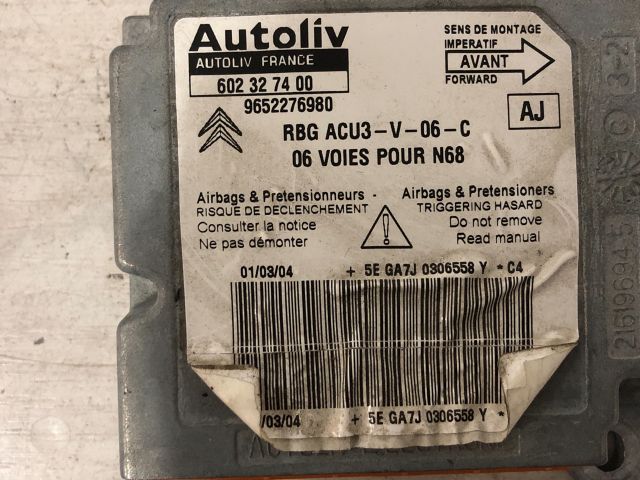 Autoliv
AUTOLIV FRANCE
602 32 74 00
9652276980
SENS DE MONTAGE
IMPERATIF
AVANT
FORWARD
AJ
RBG ACU3-V-06-C
06 VOIES POUR N68
Airbags & Pretensionneurs -
RISQUE DE DECLENCHEMENT
Consulter la notice
Ne pas démonter
Airbags & Pretensioners
TRIGGERING HASARD
Do not remove
Read manual
01/03/04 + 5E GA7J 0306558 Y * C4
/03/04 + 5E GA7J 0306558 Y *